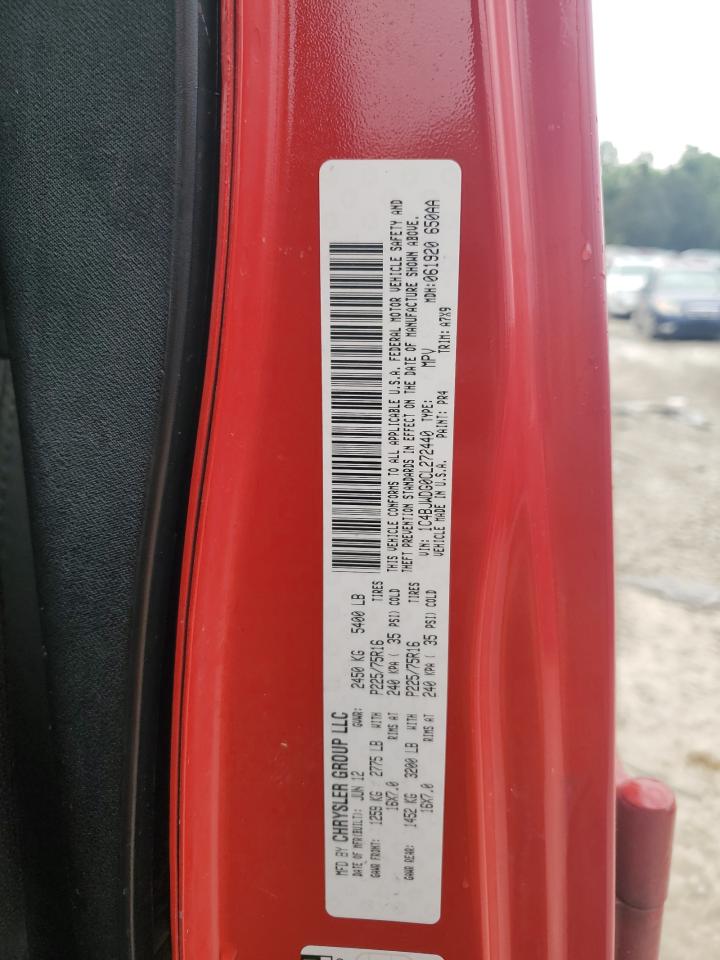 MFD BY CHRYSLER GROUP LLC
DATE OF MFR(BUILT): JUN 12 GVWR: 2450 KG 5400 LB
GAWR FRONT: 1259 KG 2775 LB WITH P225/75R16 TIRES
16X7.0 RIMS AT 240 KPA ( 35 PSI) COLD
GAWR REAR: 1452 KG 3200 LB WITH P225/75R16 TIRES
16X7.0 RIMS AT 240 KPA ( 35 PSI) COLD
THIS VEHICLE CONFORMS TO ALL APPLICABLE U.S.A. FEDERAL MOTOR VEHICLE SAFETY AND
THEFT PREVENTION STANDARDS IN EFFECT ON THE DATE OF MANUFACTURE SHOWN ABOVE.
VIN: 1C4BJWDG0CL272440 TYPE: MPV MDH: 061920 650AA
VEHICLE MADE IN U.S.A. PAINT: PR4 TRIM: A7X9